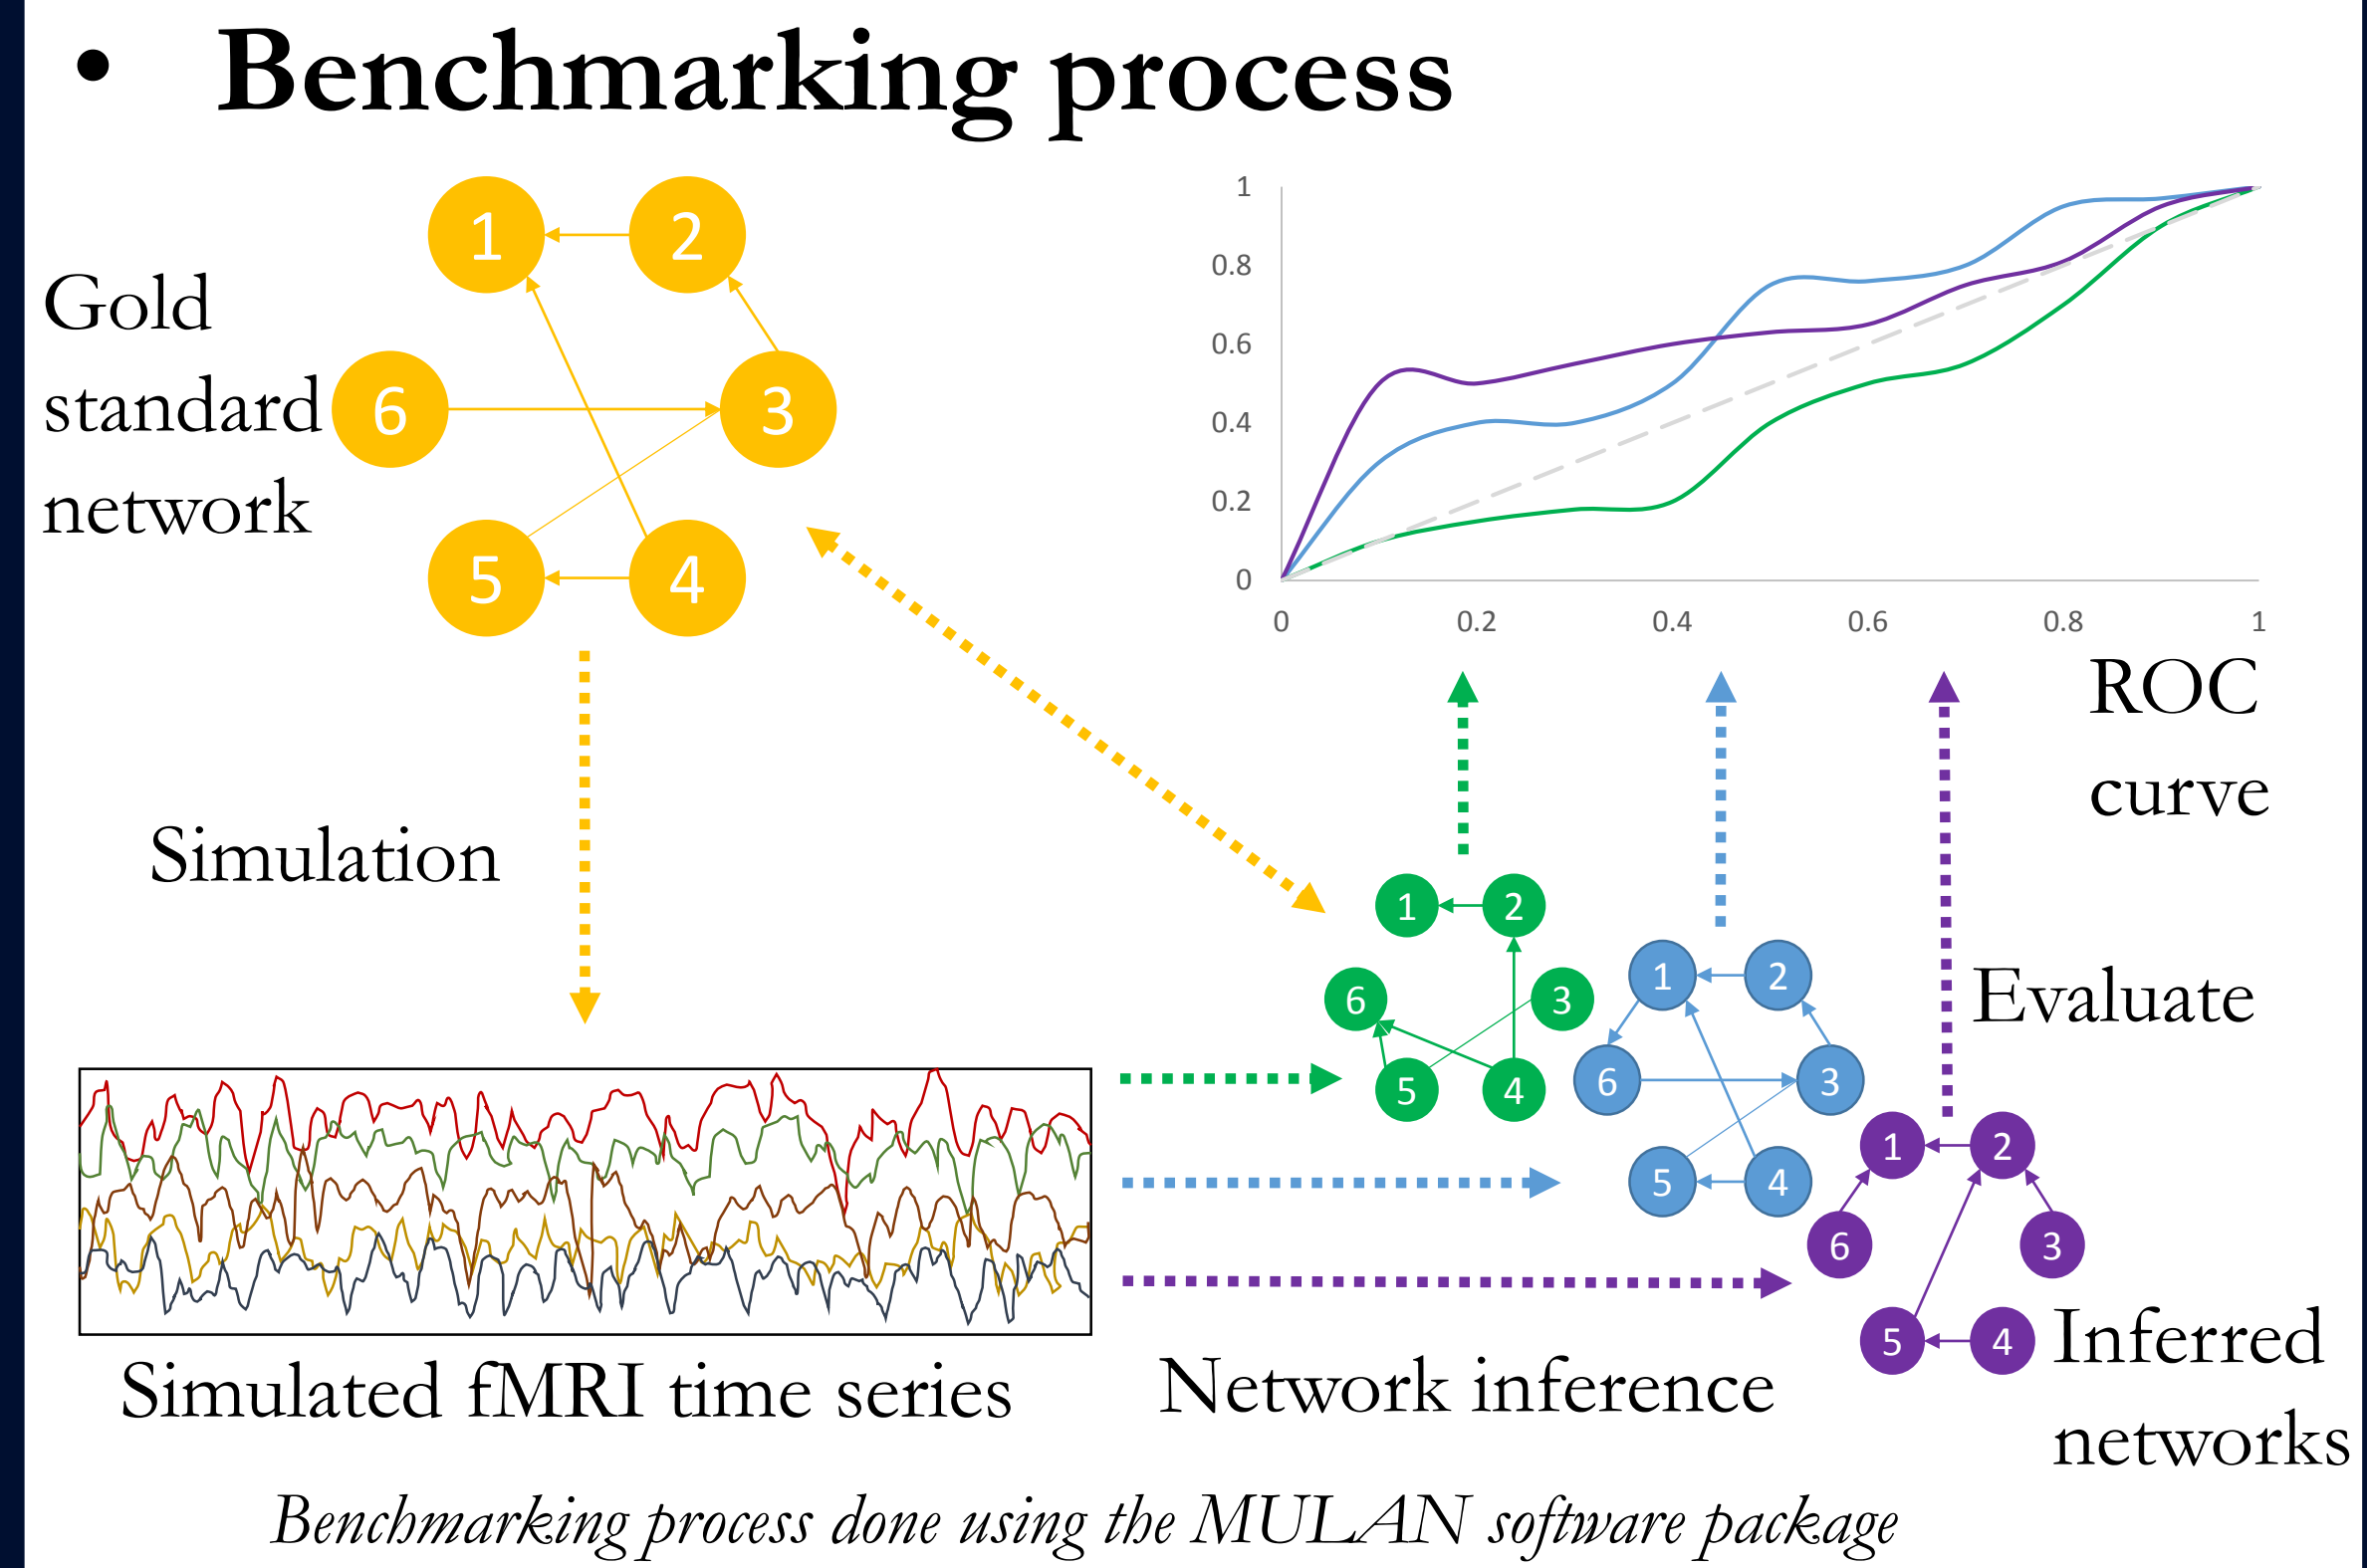 • Benchmarking process
Gold
standard
network
1
2
6
3
5
4
1
0.8
0.6
0.4
0.2
0
0
0.2
0.4
0.6
0.8
1
ROC
curve
Simulation
Evaluate
1
2
6
3
5
4
1
2
6
3
5
4
1
2
6
3
5
4
Simulated fMRI time series
Network inference
Inferred
networks
Benchmarking process done using the MULAN software package